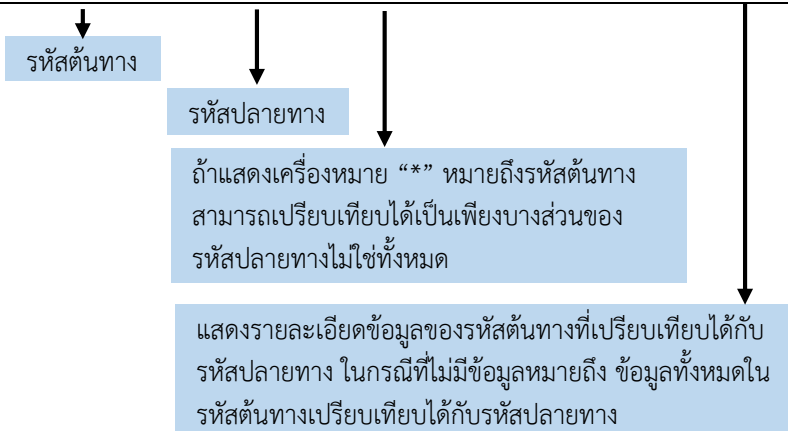 รหัสต้นทาง
รหัสปลายทาง
ถ้าแสดงเครื่องหมาย “*” หมายถึงรหัสต้นทาง
สามารถเปรียบเทียบได้เป็นเพียงบางส่วนของ
รหัสปลายทางไม่ใช่ทั้งหมด
แสดงรายละเอียดข้อมูลของรหัสต้นทางที่เปรียบเทียบได้กับ
รหัสปลายทาง ในกรณีที่ไม่มีข้อมูลหมายถึง ข้อมูลทั้งหมดใน
รหัสต้นทางเปรียบเทียบได้กับรหัสปลายทาง